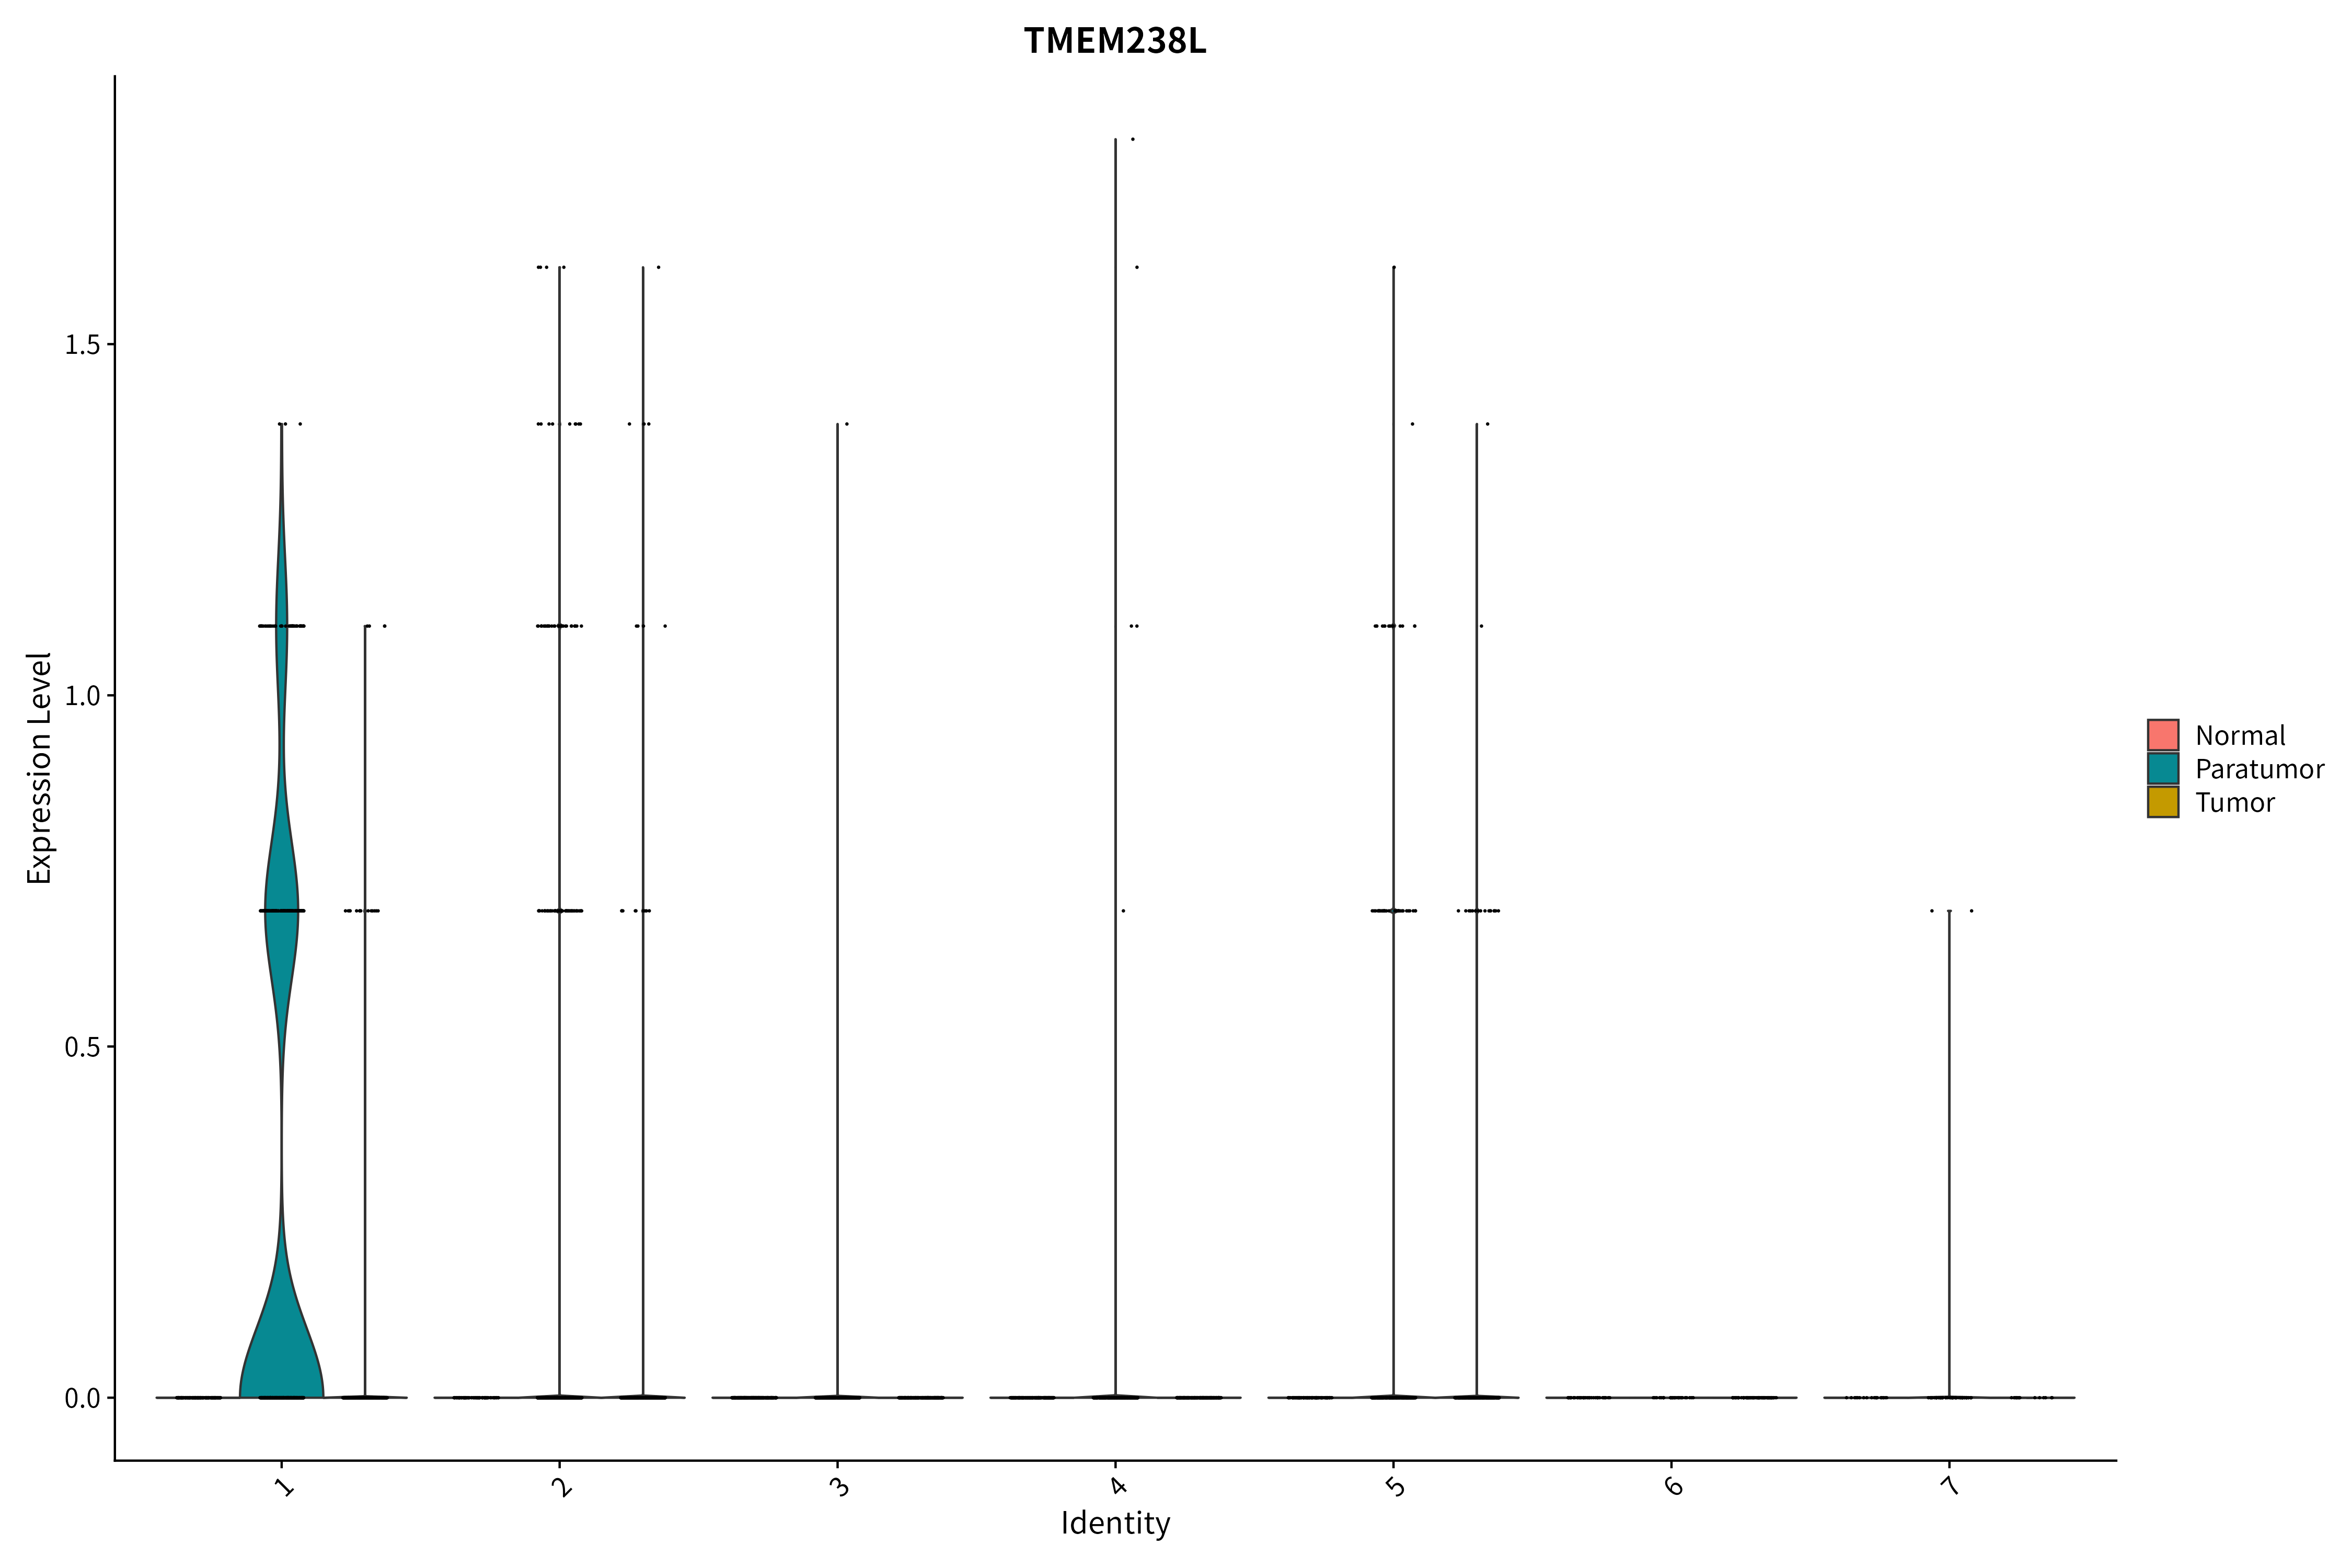 TMEM238L
Expression Level
1.5
1.0
0.5
0.0
1
2
3
4
5
6
7
Identity
Normal
Paratumor
Tumor